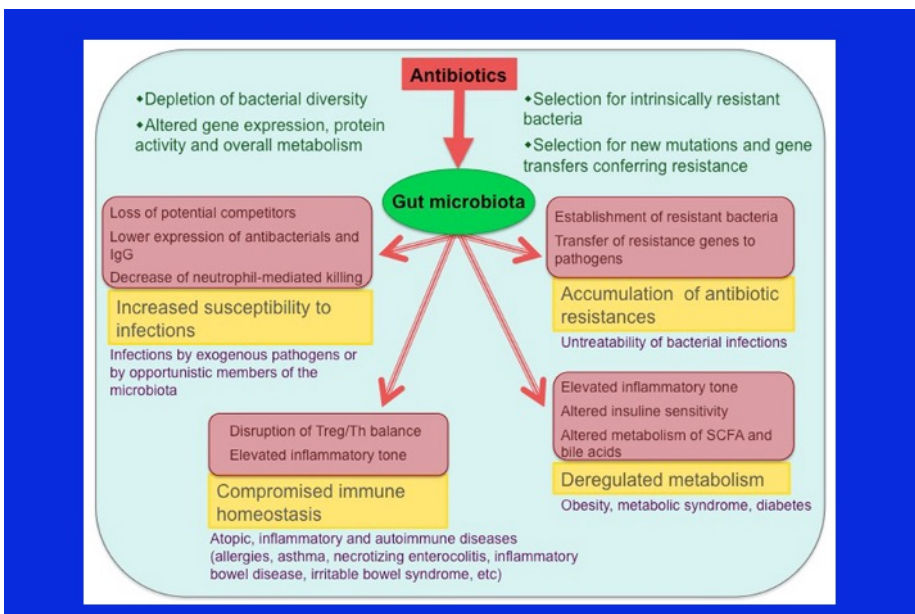 Antibiotics
◆Depletion of bacterial diversity
◆Altered gene expression, protein
activity and overall metabolism
◆Selection for intrinsically resistant
bacteria
◆Selection for new mutations and gene
transfers conferring resistance
Gut microbiota
Loss of potential competitors
Lower expression of antibacterials and
IgG
Decrease of neutrophil-mediated killing
Increased susceptibility to
infections
Infections by exogenous pathogens or
by opportunistic members of the
microbiota
Establishment of resistant bacteria
Transfer of resistance genes to
pathogens
Accumulation of antibiotic
resistances
Untreatability of bacterial infections
Disruption of Treg/Th balance
Elevated inflammatory tone
Compromised immune
homeostasis
Atopic, inflammatory and autoimmune diseases
(allergies, asthma, necrotizing enterocolitis, inflammatory
bowel disease, irritable bowel syndrome, etc)
Elevated inflammatory tone
Altered insuline sensitivity
Altered metabolism of SCFA and
bile acids
Deregulated metabolism
Obesity, metabolic syndrome, diabetes